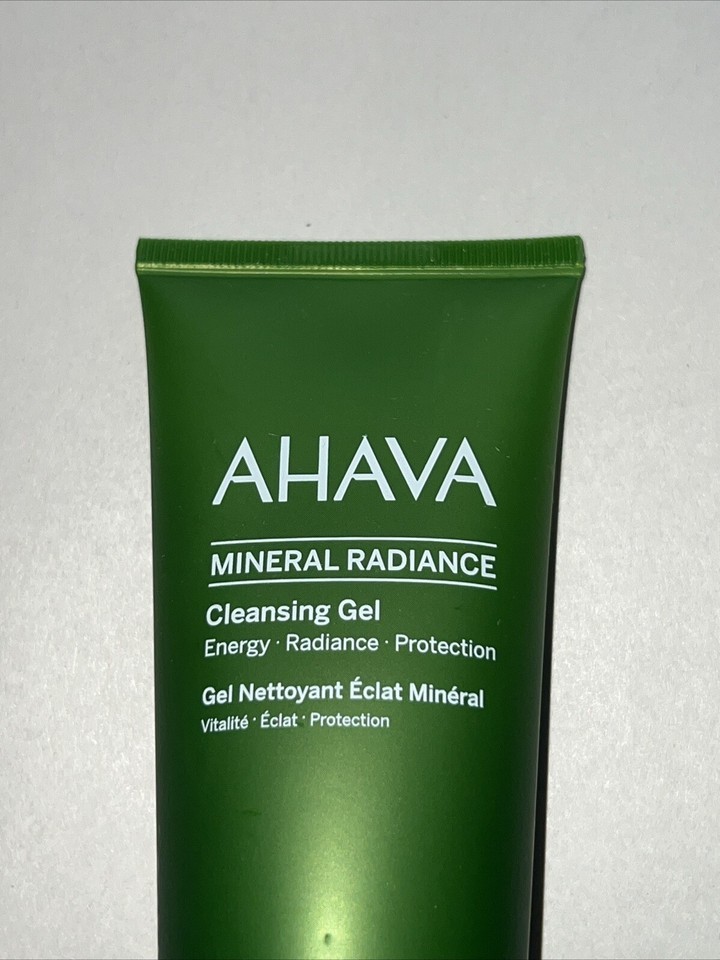 AHAVA
MINERAL RADIANCE
Cleansing Gel
Energy · Radiance · Protection
Gel Nettoyant Éclat Minéral
Vitalité · Éclat · Protection